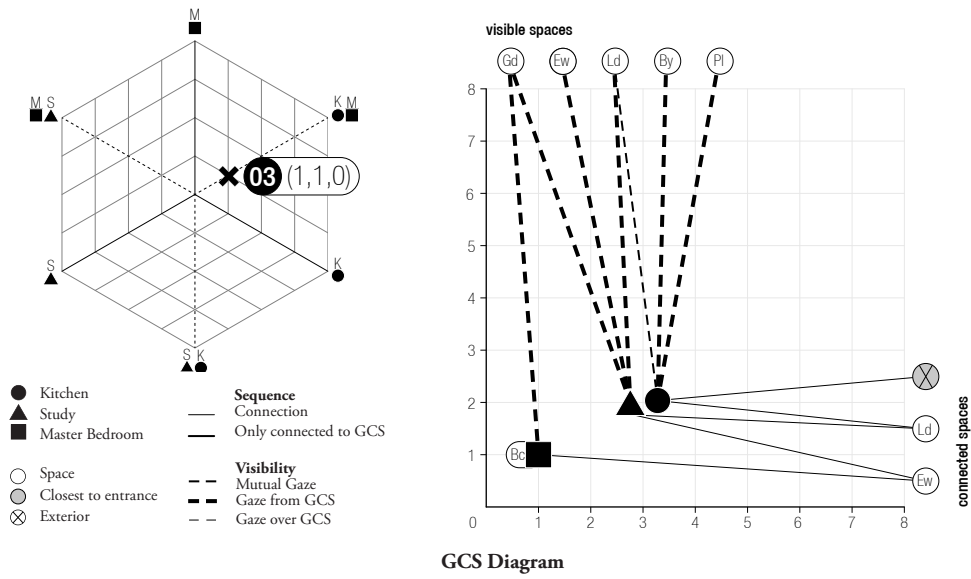 M
M S
K M
03 (1,1,0)
S
K
S K
Kitchen
Study
Master Bedroom
Space
Closest to entrance
Exterior
Sequence
Connection
Only connected to GCS
Visibility
Mutual Gaze
Gaze from GCS
Gaze over GCS
visible spaces
Gd Ew Ld By Pl
8
7
6
5
4
3
2
1
0 1 2 3 4 5 6 7 8
Bc
Ld
Ew
connected spaces
GCS Diagram